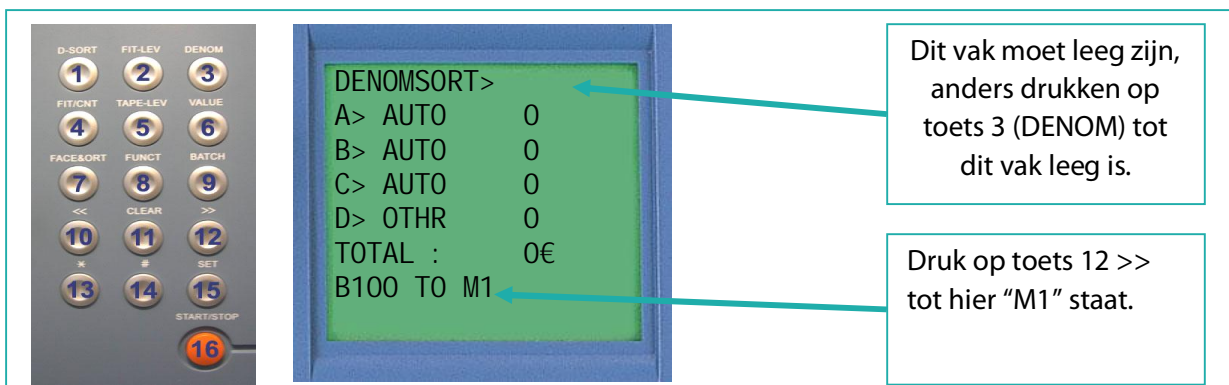 D-SORT FIT-LEV DENOM
1 2 3
FIT/CNT TAPE-LEV VALUE
4 5 6
FACE&ORT FUNCT BATCH
7 8 9
<< CLEAR >>
10 11 12
* # SET
13 14 15
START/STOP
16
DENOMSORT>
A> AUTO 0
B> AUTO 0
C> AUTO 0
D> OTHR 0
TOTAL : 0€
B100 TO M1
Dit vak moet leeg zijn,
anders drukken op
toets 3 (DENOM) tot
dit vak leeg is.
Druk op toets 12 >>
tot hier “M1” staat.